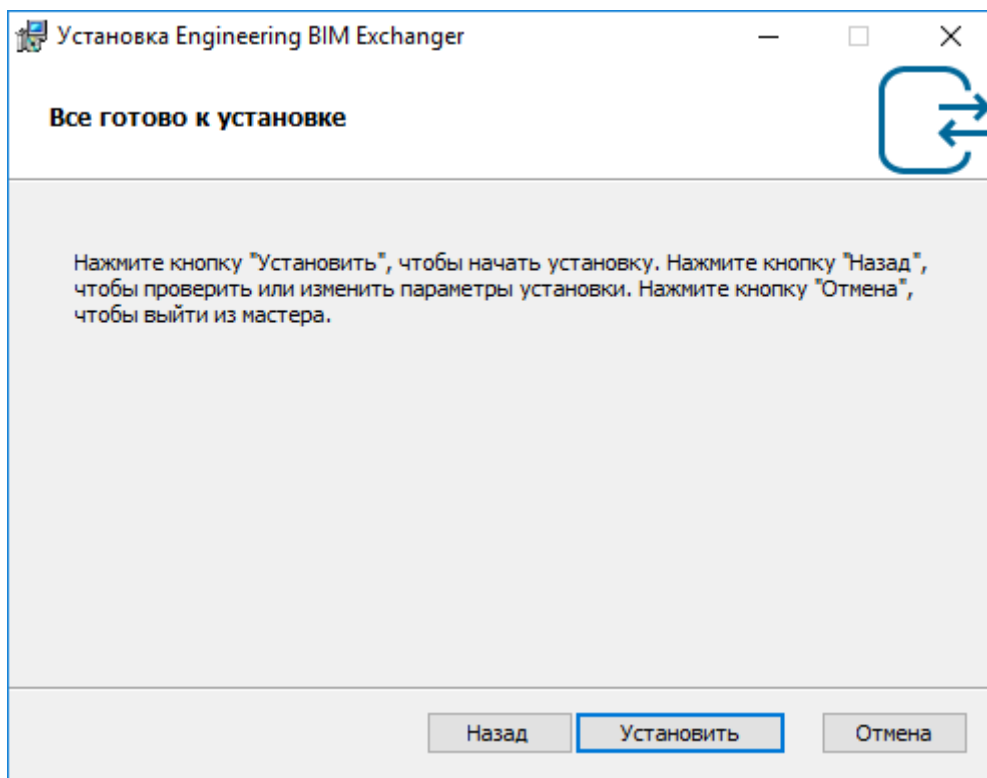 Установка Engineering BIM Exchanger
Все готово к установке
Нажмите кнопку "Установить", чтобы начать установку. Нажмите кнопку "Назад",
чтобы проверить или изменить параметры установки. Нажмите кнопку "Отмена",
чтобы выйти из мастера.
Назад
Установить
Отмена